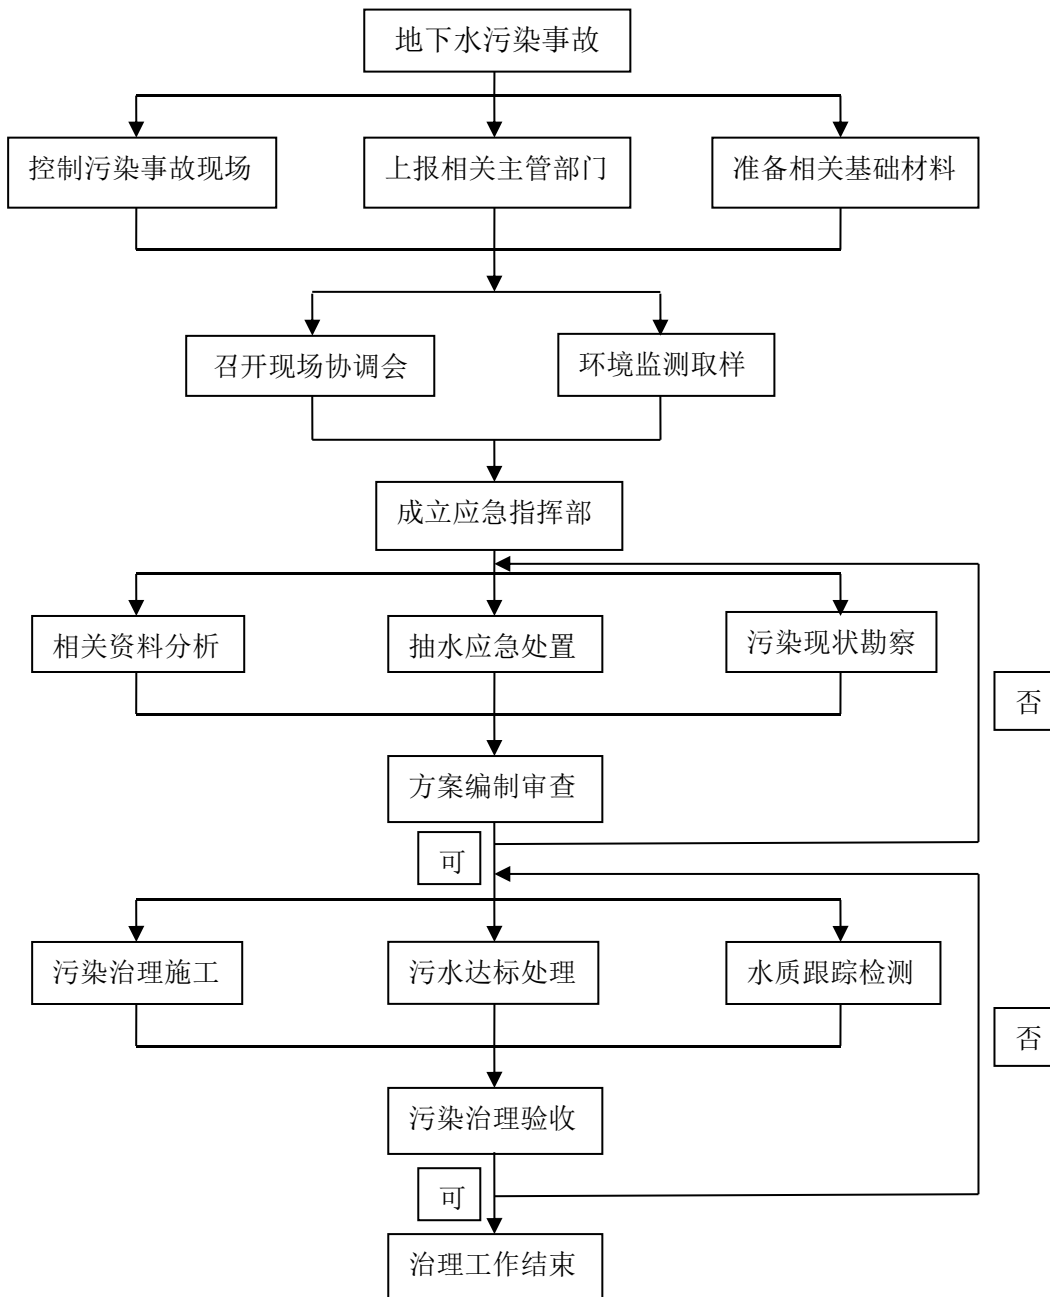 地下水污染事故
控制污染事故现场
上报相关主管部门
准备相关基础材料
召开现场协调会
环境监测取样
成立应急指挥部
相关资料分析
抽水应急处置
污染现状勘察
否
方案编制审查
可
污染治理施工
污水达标处理
水质跟踪检测
否
污染治理验收
可
治理工作结束